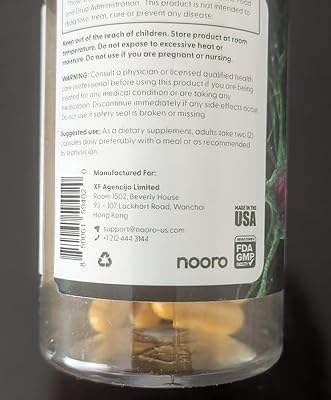 and Drug Administration. This product is not intended to
diagnose, treat, cure or prevent any disease.
Keep out of the reach of children. Store product at room
temperature. Do not expose to excessive heat or
moisture. Do not use if you are pregnant or nursing.
WARNING: Consult a physician or licensed qualified health
care professional before using this product if you are being
treated for any medical condition or are taking any
medication. Discontinue immediately if any side effects occur.
Do not use if safety seal is broken or missing.
Suggested use: As a dietary supplement, adults take two (2)
capsules daily preferably with a meal or as recommended
by a physician.
Manufactured For:
XF Agencija Limited
Room 1502, Beverly House
93 – 107 Lockhart Road, Wanchai
Hong Kong
support@nooro-us.com
+1 212 444 3144
nooro
MADE IN THE
USA
FDA
GMP
FACILITY